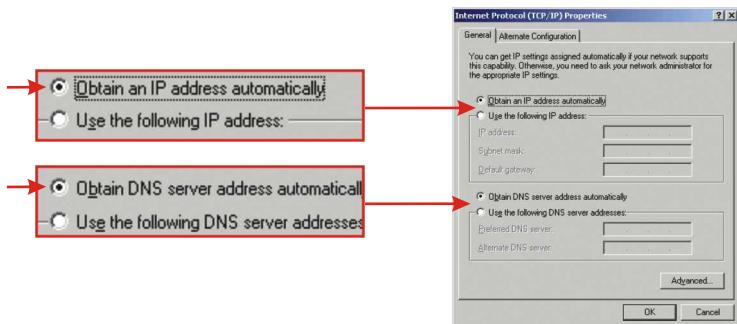 Obtain an IP address automatically
Use the following IP address:
Obtain DNS server address automaticall
Use the following DNS server addresses
Internet Protocol (TCP/IP) Properties
General Alternate Configuration
You can get IP settings assigned automatically if your network supports
this capability. Otherwise, you need to ask your network administrator for
the appropriate IP settings.
Obtain an IP address automatically
Use the following IP address:
IP address:
Subnet mask:
Default gateway:
Obtain DNS server address automatically
Use the following DNS server addresses:
Preferred DNS server:
Alternate DNS server:
Advanced...
OK Cancel